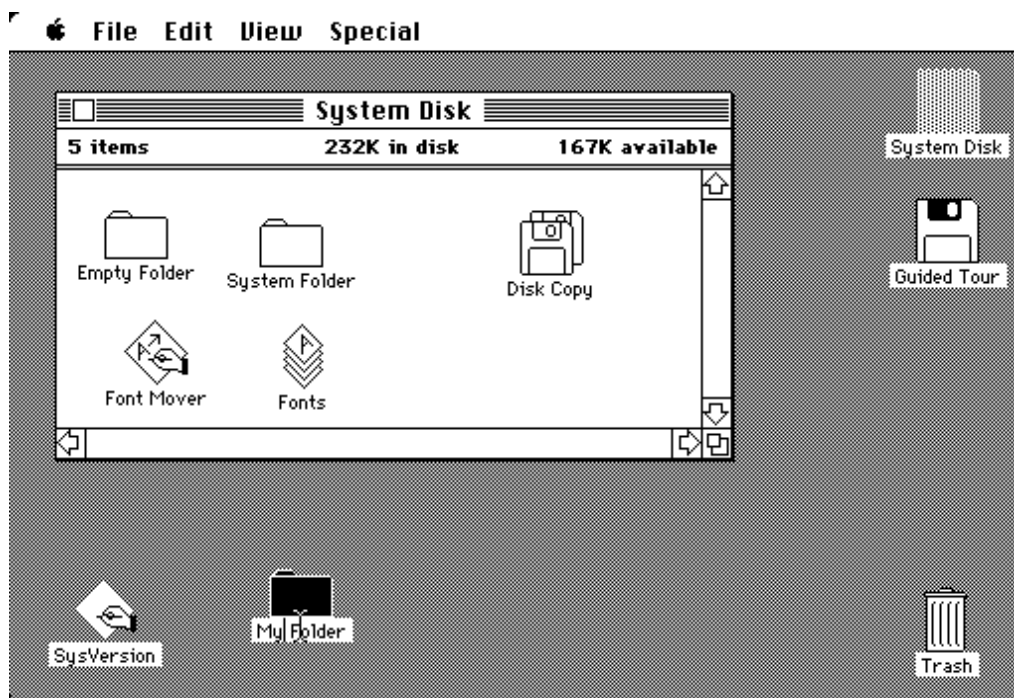 File Edit View Special
System Disk
5 items 232K in disk 167K available
Empty Folder
System Folder
Disk Copy
Font Mover
Fonts
System Disk
Guided Tour
SysVersion
My Folder
Trash